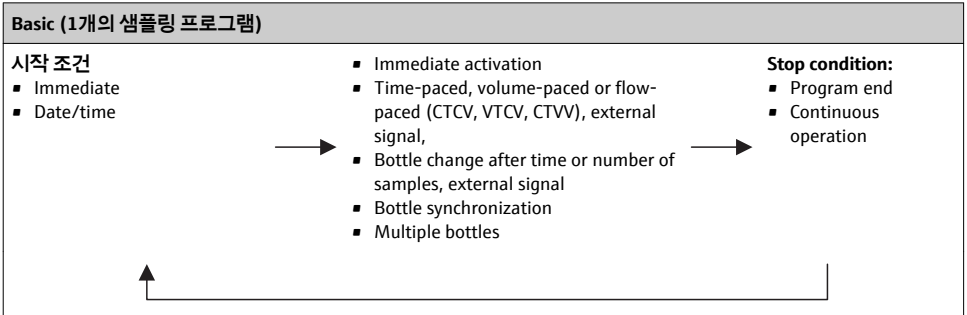 Basic (1개의 샘플링 프로그램)
시작 조건
▪ Immediate
▪ Date/time
▪ Immediate activation
▪ Time-paced, volume-paced or flow-
paced (CTCV, VTCV, CTVV), external
signal,
▪ Bottle change after time or number of
samples, external signal
▪ Bottle synchronization
▪ Multiple bottles
Stop condition:
▪ Program end
▪ Continuous
operation